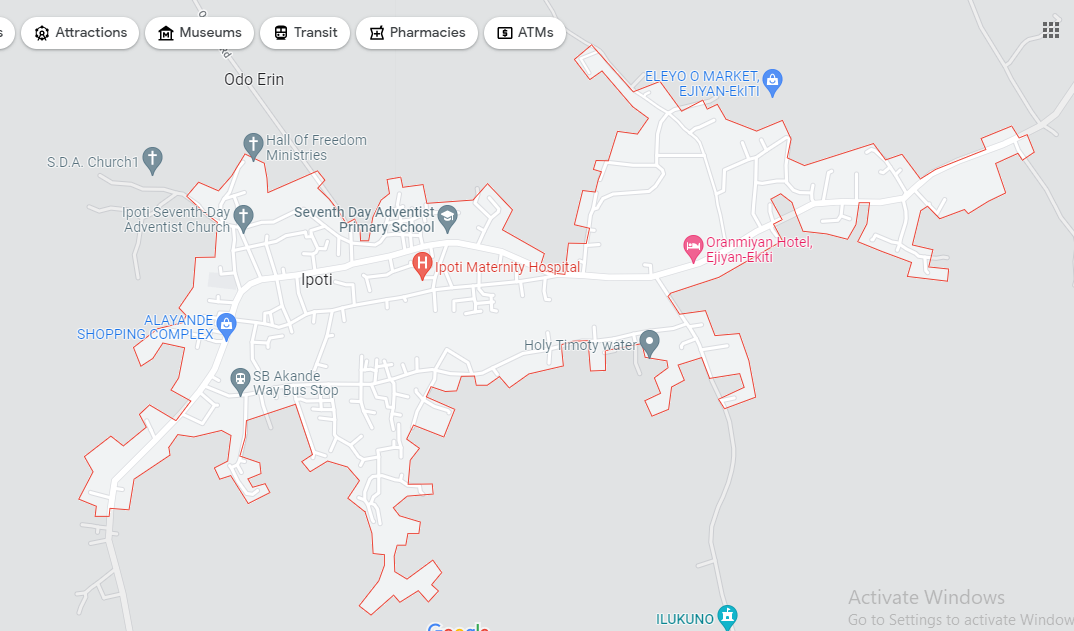 Attractions
Museums
Transit
Pharmacies
ATMs
Odo Erin
ELEYO O MARKET,
EJIYAN-EkITI
Hall Of Freedom
Ministries
S.D.A. Church1
Ipoti Seventh-Day
Adventist Church
Seventh Day Adventist
Primary School
Oranmiyan Hotel,
Ejiyan-Ekiti
Ipoti Maternity Hospital
Ipoti
ALAYANDE
SHOPPING COMPLEX
Holy Timoty water
SB Akande
Way Bus Stop
Activate Windows
Go to Settings to activate Window
ILUKUNO
Google